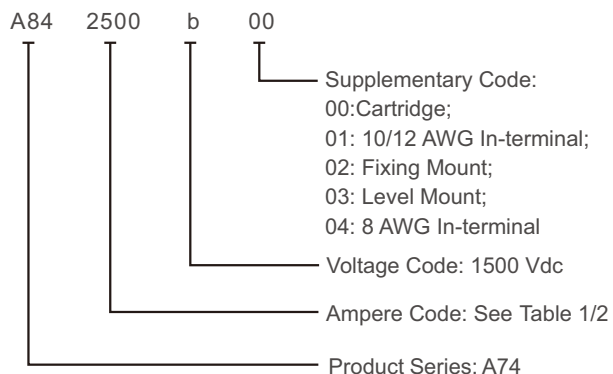 A84 2500 b 00
Supplementary Code:
00:Cartridge;
01: 10/12 AWG In-terminal;
02: Fixing Mount;
03: Level Mount;
04: 8 AWG In-terminal
Voltage Code: 1500 Vdc
Ampere Code: See Table 1/2
Product Series: A74